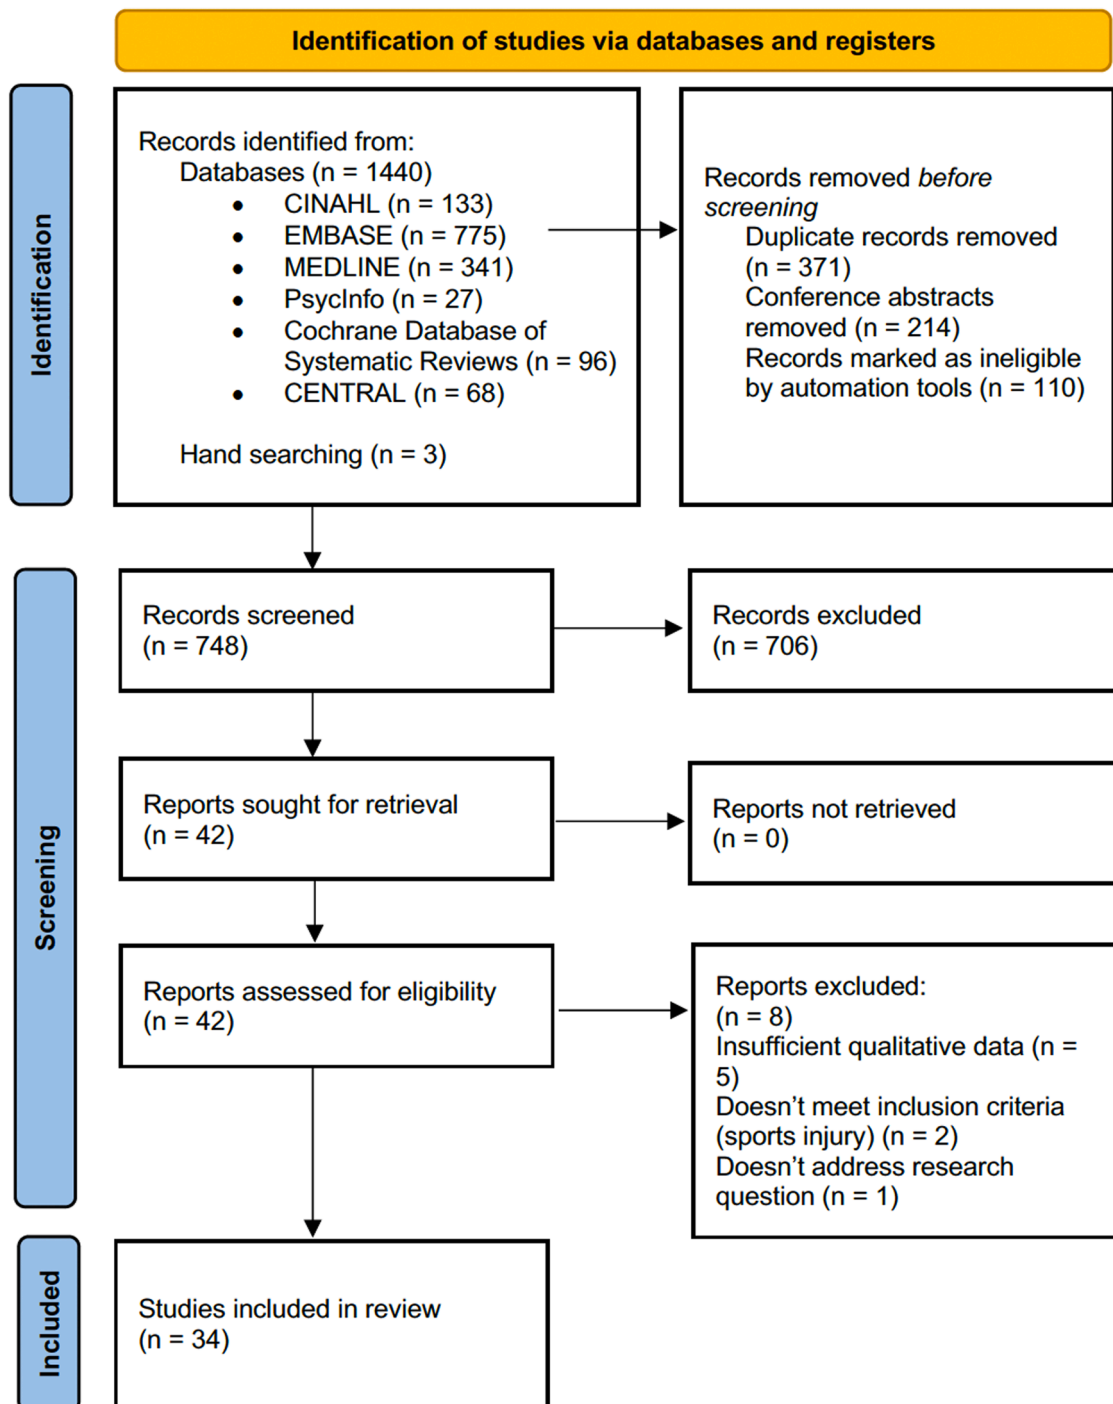 Identification of studies via databases and registers
Identification
Records identified from:
Databases (n = 1440)
• CINAHL (n = 133)
• EMBASE (n = 775)
• MEDLINE (n = 341)
• PsycInfo (n = 27)
• Cochrane Database of
Systematic Reviews (n = 96)
• CENTRAL (n = 68)
Hand searching (n = 3)
Records removed before
screening
Duplicate records removed
(n = 371)
Conference abstracts
removed (n = 214)
Records marked as ineligible
by automation tools (n = 110)
Screening
Records screened
(n = 748)
Records excluded
(n = 706)
Reports sought for retrieval
(n = 42)
Reports not retrieved
(n = 0)
Reports assessed for eligibility
(n = 42)
Reports excluded:
(n = 8)
Insufficient qualitative data (n =
5)
Doesn’t meet inclusion criteria
(sports injury) (n = 2)
Doesn’t address research
question (n = 1)
Included
Studies included in review
(n = 34)